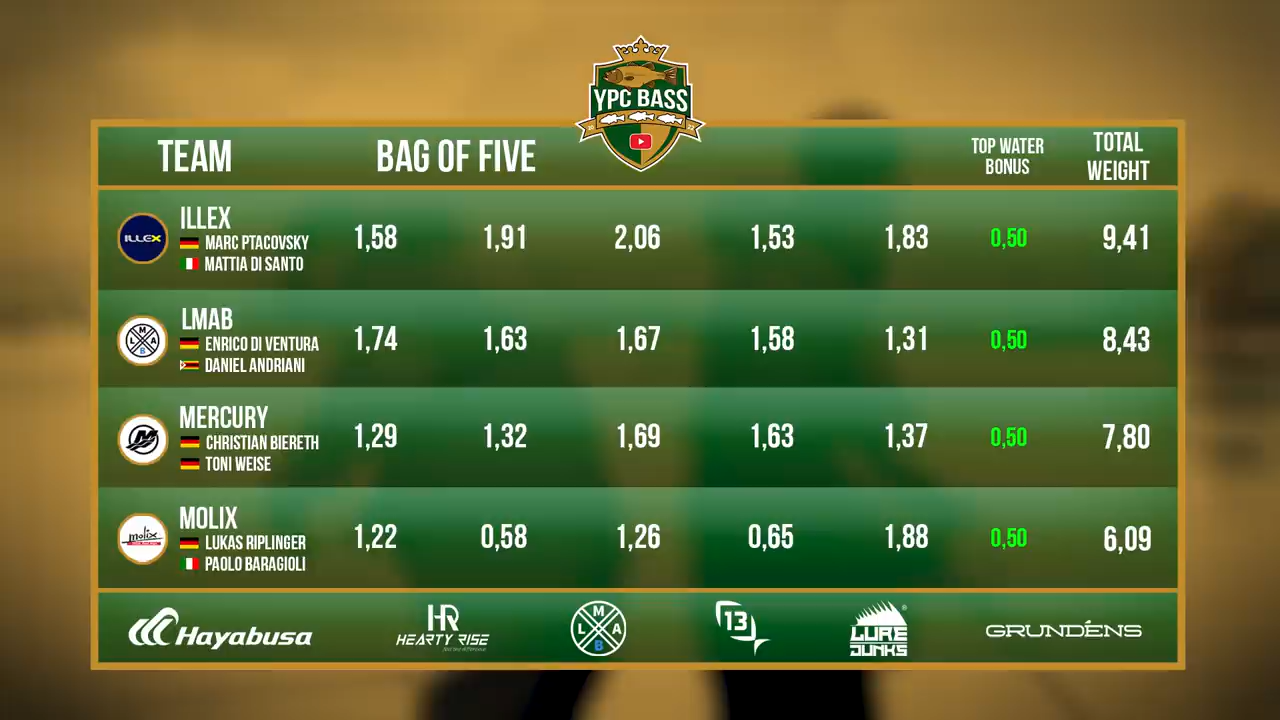 YPC BASS
TEAM
BAG OF FIVE
TOP WATER
BONUS
TOTAL
WEIGHT
ILLEX
ILLEX
MARC PTACOVSKY
MATTIA DI SANTO
1,58 1,91 2,06 1,53 1,83 0,50 9,41
LMAB
LMAB
ENRICO DI VENTURA
DANIEL ANDRIANI
1,74 1,63 1,67 1,58 1,31 0,50 8,43
MERCURY
CHRISTIAN BIERETH
TONI WEISE
1,29 1,32 1,69 1,63 1,37 0,50 7,80
molix
MOLIX
LUKAS RIPLINGER
PAOLO BARAGIOLI
1,22 0,58 1,26 0,65 1,88 0,50 6,09
Hayabusa
HR
HEARTY RISE
LMAB
13
LURE
JUNKS
GRUNDÉNS